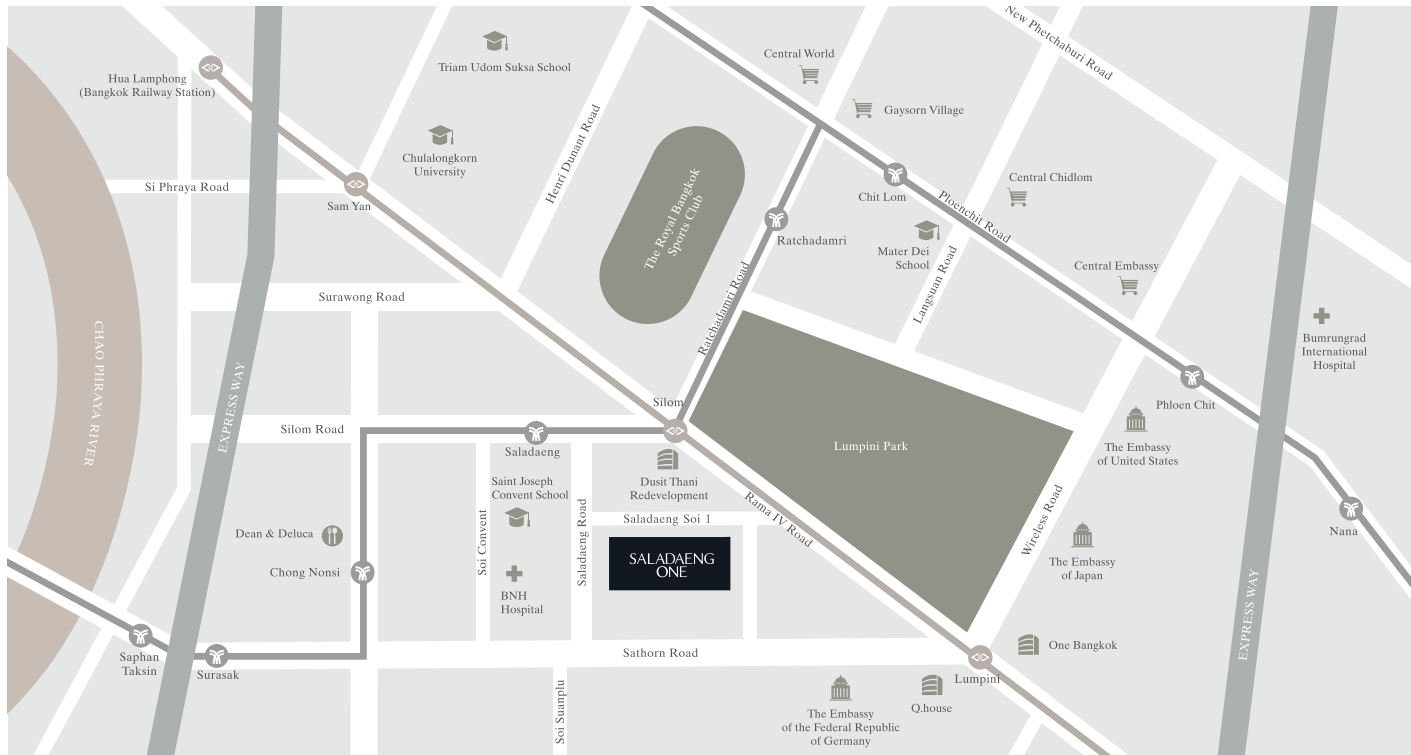 New Phetchaburi Road
Central World
Triam Udom Suksa School
Hua Lamphong
(Bangkok Railway Station)
Gaysorn Village
Henri Dunant Road
Chulalongkorn
University
Central Chidlom
Si Phraya Road
Sam Yan
Chit Lom
Ploenchit Road
The Royal Bangkok
Sports Club
Ratchadamri
Mater Dei
School
Langsuan Road
Central Embassy
Surawong Road
Ratchadamri Road
Bumrungrad
International
Hospital
CHAO PHRAYA RIVER
EXPRESS WAY
Silom
Phloen Chit
Silom Road
Saladaeng
Lumpini Park
The Embassy
of United States
Saint Joseph
Convent School
Dusit Thani
Redevelopment
Rama IV Road
Wireless Road
Saladaeng Soi 1
Soi Convent
Saladaeng Road
Dean & Deluca
Nana
SALADAENG
ONE
Chong Nonsi
The Embassy
of Japan
BNH
Hospital
EXPRESS WAY
Sathorn Road
One Bangkok
Saphan
Taksin
Surasak
Lumpini
Soi Suanplu
Q.house
The Embassy
of the Federal Republic
of Germany